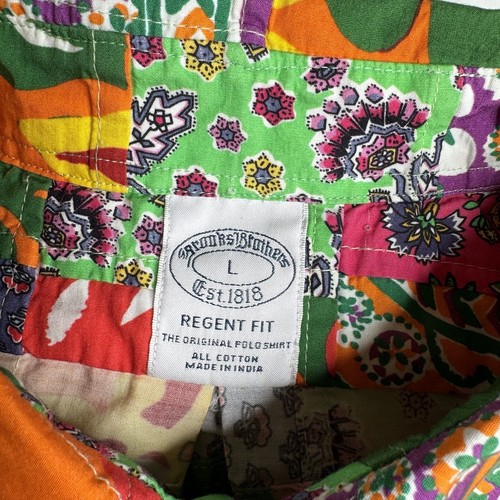 Brooks Brothers
L
Est. 1818
REGENT FIT
THE ORIGINAL POLO SHIRT
ALL COTTON
MADE IN INDIA